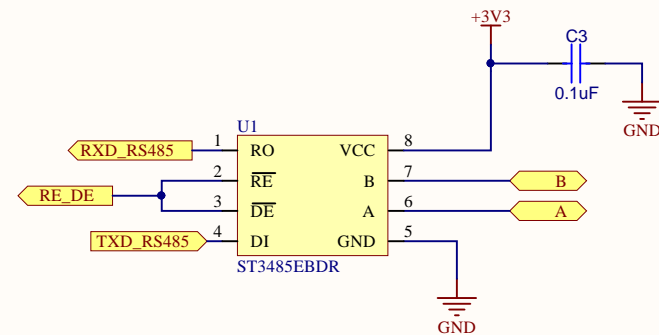 +3V3
C3
0.1uF
GND
U1
RXD_RS485 1 RO VCC 8
RE_DE 2 RE B 7 B
3 DE A 6 A
TXD_RS485 4 DI GND 5
ST3485EBDR
GND